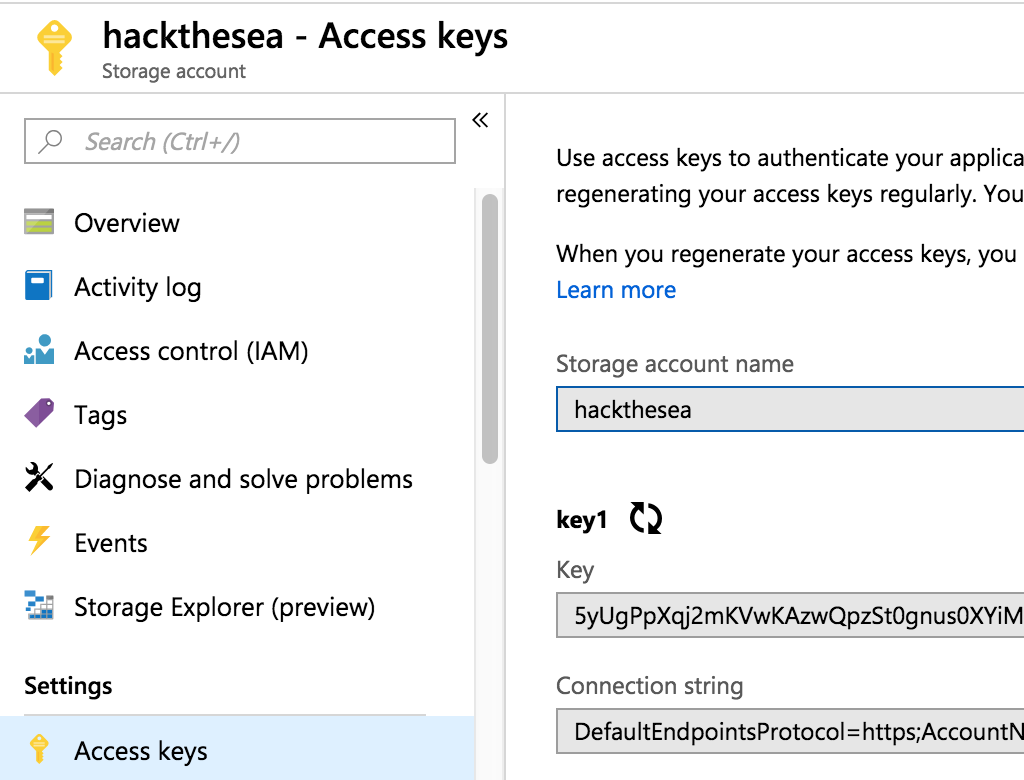 hackthesea - Access keys
Storage account
«
Search (Ctrl+/)
Overview
Activity log
Access control (IAM)
Tags
Diagnose and solve problems
Events
Storage Explorer (preview)
Settings
Access keys
Use access keys to authenticate your applica
regenerating your access keys regularly. You
When you regenerate your access keys, you
Learn more
Storage account name
hackthesea
key1
Key
5yUgPpXqj2mKVwKAzwQpzSt0gnus0XYiM
Connection string
DefaultEndpointsProtocol=https;AccountN